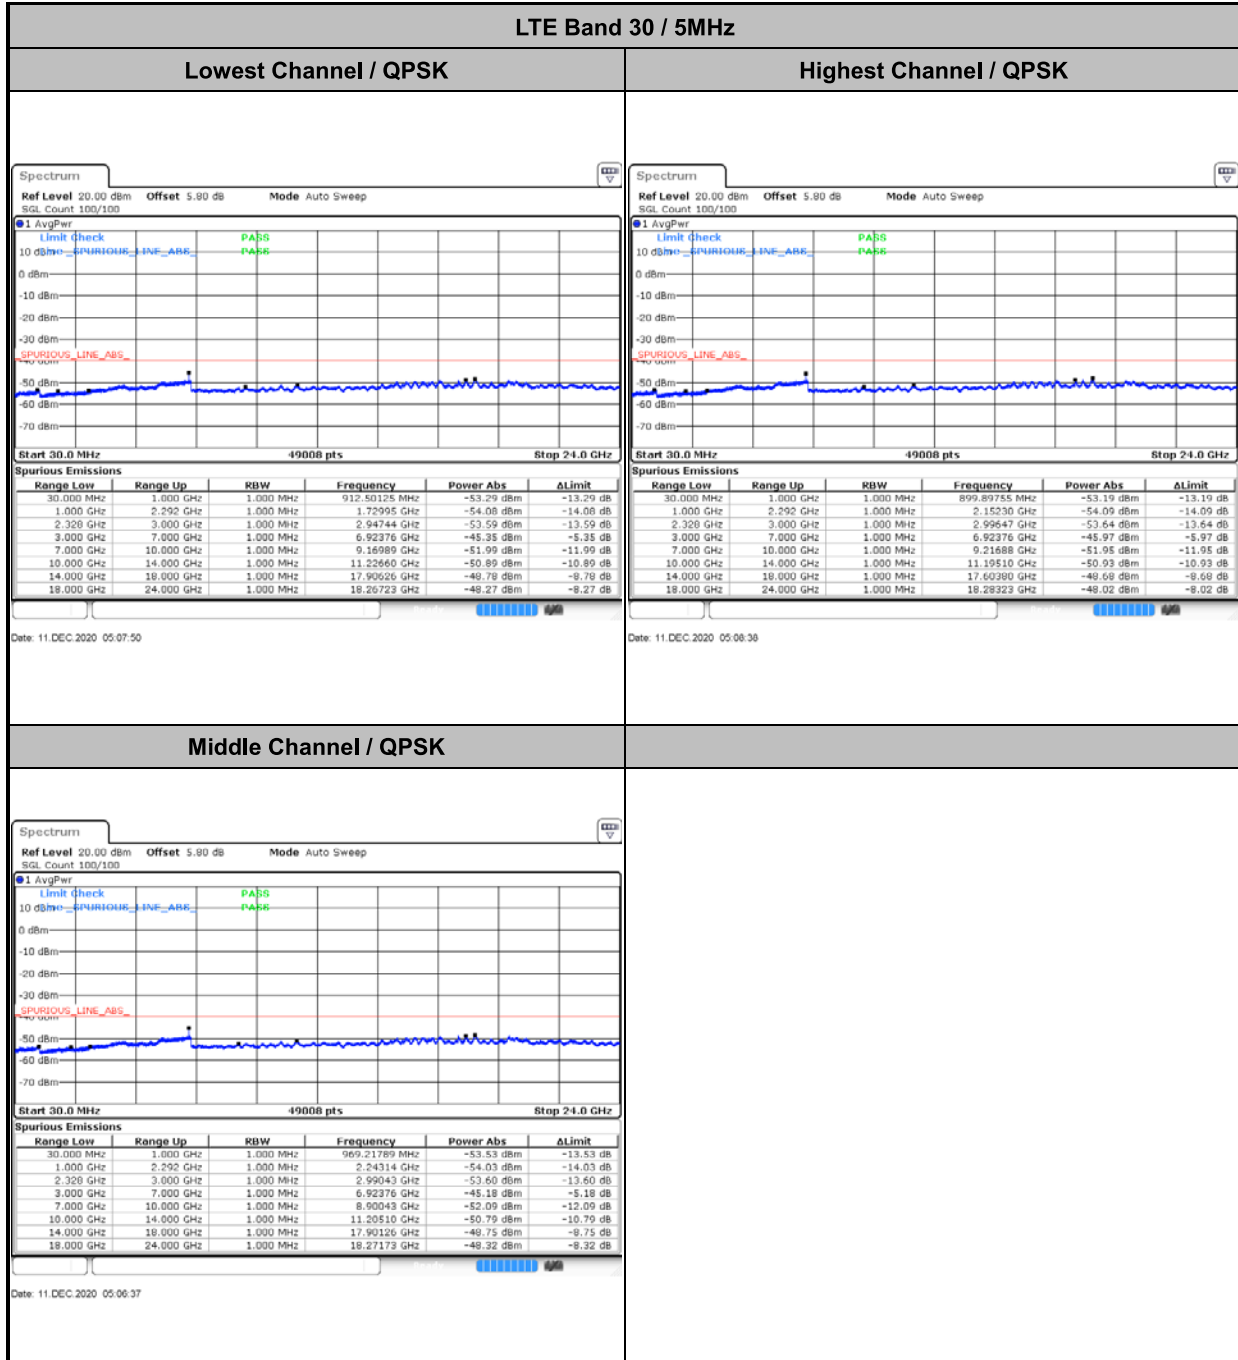 LTE Band 30 / 5MHz
Lowest Channel / QPSK
Highest Channel / QPSK
Spectrum
Ref Level 20.00 dBm Offset 5.80 dB Mode Auto Sweep
SGL Count 100/100
1 AvgPwr
Limit Check PASS
10 dBm
Line _SPURIOUS_LINE_ABS_ PASS
0 dBm
-10 dBm
-20 dBm
-30 dBm
_SPURIOUS_LINE_ABS_
-40 dBm
-50 dBm
-60 dBm
-70 dBm
Start 30.0 MHz 49008 pts Stop 24.0 GHz
Spurious Emissions
Range Low Range Up RBW Frequency Power Abs ΔLimit
30.000 MHz 1.000 GHz 1.000 MHz 912.50125 MHz -53.29 dBm -13.29 dB
1.000 GHz 2.292 GHz 1.000 MHz 1.72995 GHz -54.08 dBm -14.08 dB
2.328 GHz 3.000 GHz 1.000 MHz 2.94744 GHz -53.59 dBm -13.59 dB
3.000 GHz 7.000 GHz 1.000 MHz 6.92376 GHz -45.35 dBm -5.35 dB
7.000 GHz 10.000 GHz 1.000 MHz 9.16989 GHz -51.99 dBm -11.99 dB
10.000 GHz 14.000 GHz 1.000 MHz 11.22660 GHz -50.89 dBm -10.89 dB
14.000 GHz 18.000 GHz 1.000 MHz 17.90626 GHz -48.78 dBm -8.78 dB
18.000 GHz 24.000 GHz 1.000 MHz 18.26723 GHz -48.27 dBm -8.27 dB
Date: 11.DEC.2020 05:07:50
Spectrum
Ref Level 20.00 dBm Offset 5.80 dB Mode Auto Sweep
SGL Count 100/100
1 AvgPwr
Limit Check PASS
10 dBm
Line _SPURIOUS_LINE_ABS_ PASS
0 dBm
-10 dBm
-20 dBm
-30 dBm
_SPURIOUS_LINE_ABS_
-40 dBm
-50 dBm
-60 dBm
-70 dBm
Start 30.0 MHz 49008 pts Stop 24.0 GHz
Spurious Emissions
Range Low Range Up RBW Frequency Power Abs ΔLimit
30.000 MHz 1.000 GHz 1.000 MHz 899.89755 MHz -53.19 dBm -13.19 dB
1.000 GHz 2.292 GHz 1.000 MHz 2.15230 GHz -54.09 dBm -14.09 dB
2.328 GHz 3.000 GHz 1.000 MHz 2.99647 GHz -53.64 dBm -13.64 dB
3.000 GHz 7.000 GHz 1.000 MHz 6.92376 GHz -45.97 dBm -5.97 dB
7.000 GHz 10.000 GHz 1.000 MHz 9.21688 GHz -51.95 dBm -11.95 dB
10.000 GHz 14.000 GHz 1.000 MHz 11.19510 GHz -50.93 dBm -10.93 dB
14.000 GHz 18.000 GHz 1.000 MHz 17.60380 GHz -48.68 dBm -8.68 dB
18.000 GHz 24.000 GHz 1.000 MHz 18.28323 GHz -48.02 dBm -8.02 dB
Date: 11.DEC.2020 05:08:38
Middle Channel / QPSK
Spectrum
Ref Level 20.00 dBm Offset 5.80 dB Mode Auto Sweep
SGL Count 100/100
1 AvgPwr
Limit Check PASS
10 dBm
Line _SPURIOUS_LINE_ABS_ PASS
0 dBm
-10 dBm
-20 dBm
-30 dBm
_SPURIOUS_LINE_ABS_
-40 dBm
-50 dBm
-60 dBm
-70 dBm
Start 30.0 MHz 49008 pts Stop 24.0 GHz
Spurious Emissions
Range Low Range Up RBW Frequency Power Abs ΔLimit
30.000 MHz 1.000 GHz 1.000 MHz 969.21789 MHz -53.53 dBm -13.53 dB
1.000 GHz 2.292 GHz 1.000 MHz 2.24314 GHz -54.03 dBm -14.03 dB
2.328 GHz 3.000 GHz 1.000 MHz 2.99043 GHz -53.60 dBm -13.60 dB
3.000 GHz 7.000 GHz 1.000 MHz 6.92376 GHz -45.18 dBm -5.18 dB
7.000 GHz 10.000 GHz 1.000 MHz 8.90043 GHz -52.09 dBm -12.09 dB
10.000 GHz 14.000 GHz 1.000 MHz 11.20510 GHz -50.79 dBm -10.79 dB
14.000 GHz 18.000 GHz 1.000 MHz 17.90126 GHz -48.75 dBm -8.75 dB
18.000 GHz 24.000 GHz 1.000 MHz 18.27173 GHz -48.32 dBm -8.32 dB
Date: 11.DEC.2020 05:06:37